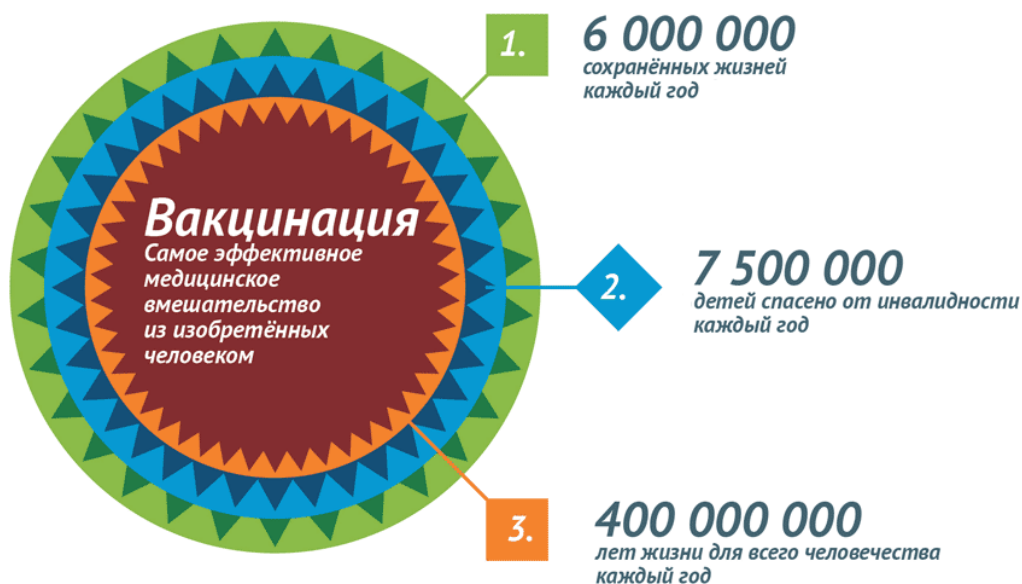 Вакцинация
Самое эффективное
медицинское
вмешательство
из изобретённых
человеком
1.
6 000 000
сохранённых жизней
каждый год
2.
7 500 000
детей спасено от инвалидности
каждый год
3.
400 000 000
лет жизни для всего человечества
каждый год